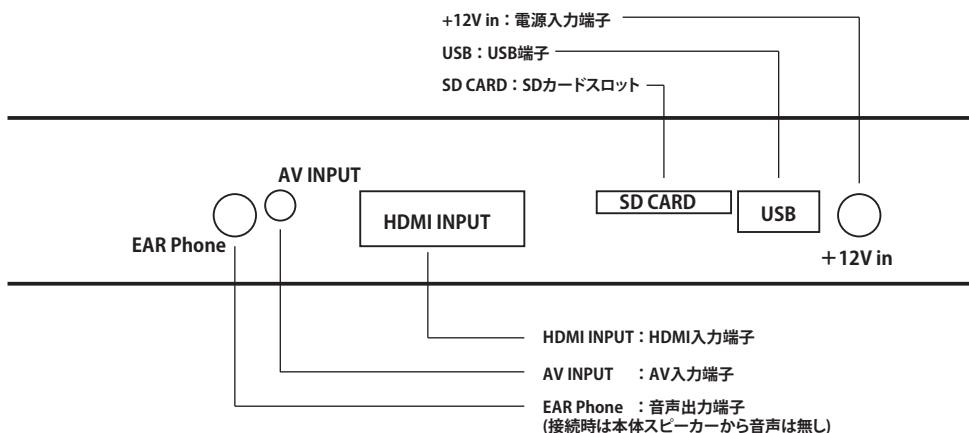 +12V in：電源入力端子
USB：USB端子
SD CARD：SDカードスロット
AV INPUT
EAR Phone
HDMI INPUT
SD CARD
USB
＋12V in
HDMI INPUT：HDMI入力端子
AV INPUT ：AV入力端子
EAR Phone ：音声出力端子
(接続時は本体スピーカーから音声は無し)